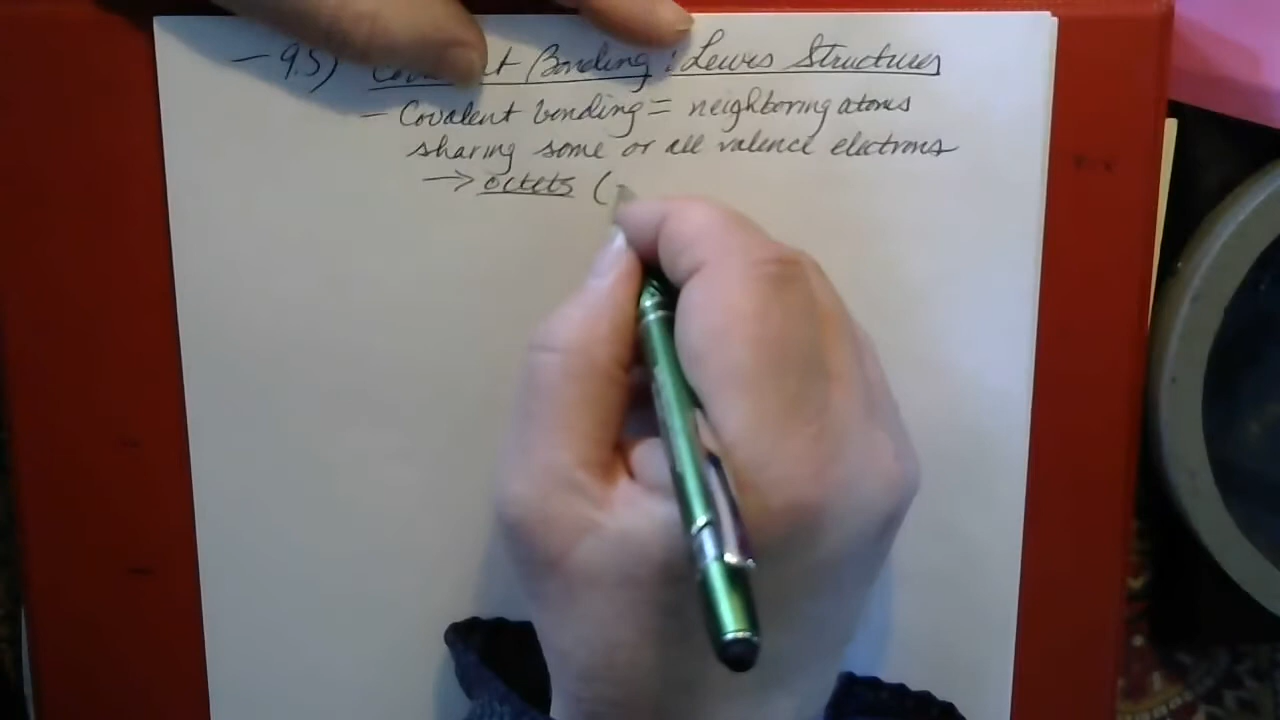 - 9.5) Covalent Bonding : Lewis Structures
- Covalent bonding = neighboring atoms
sharing some or all valence electrons
→ octets (